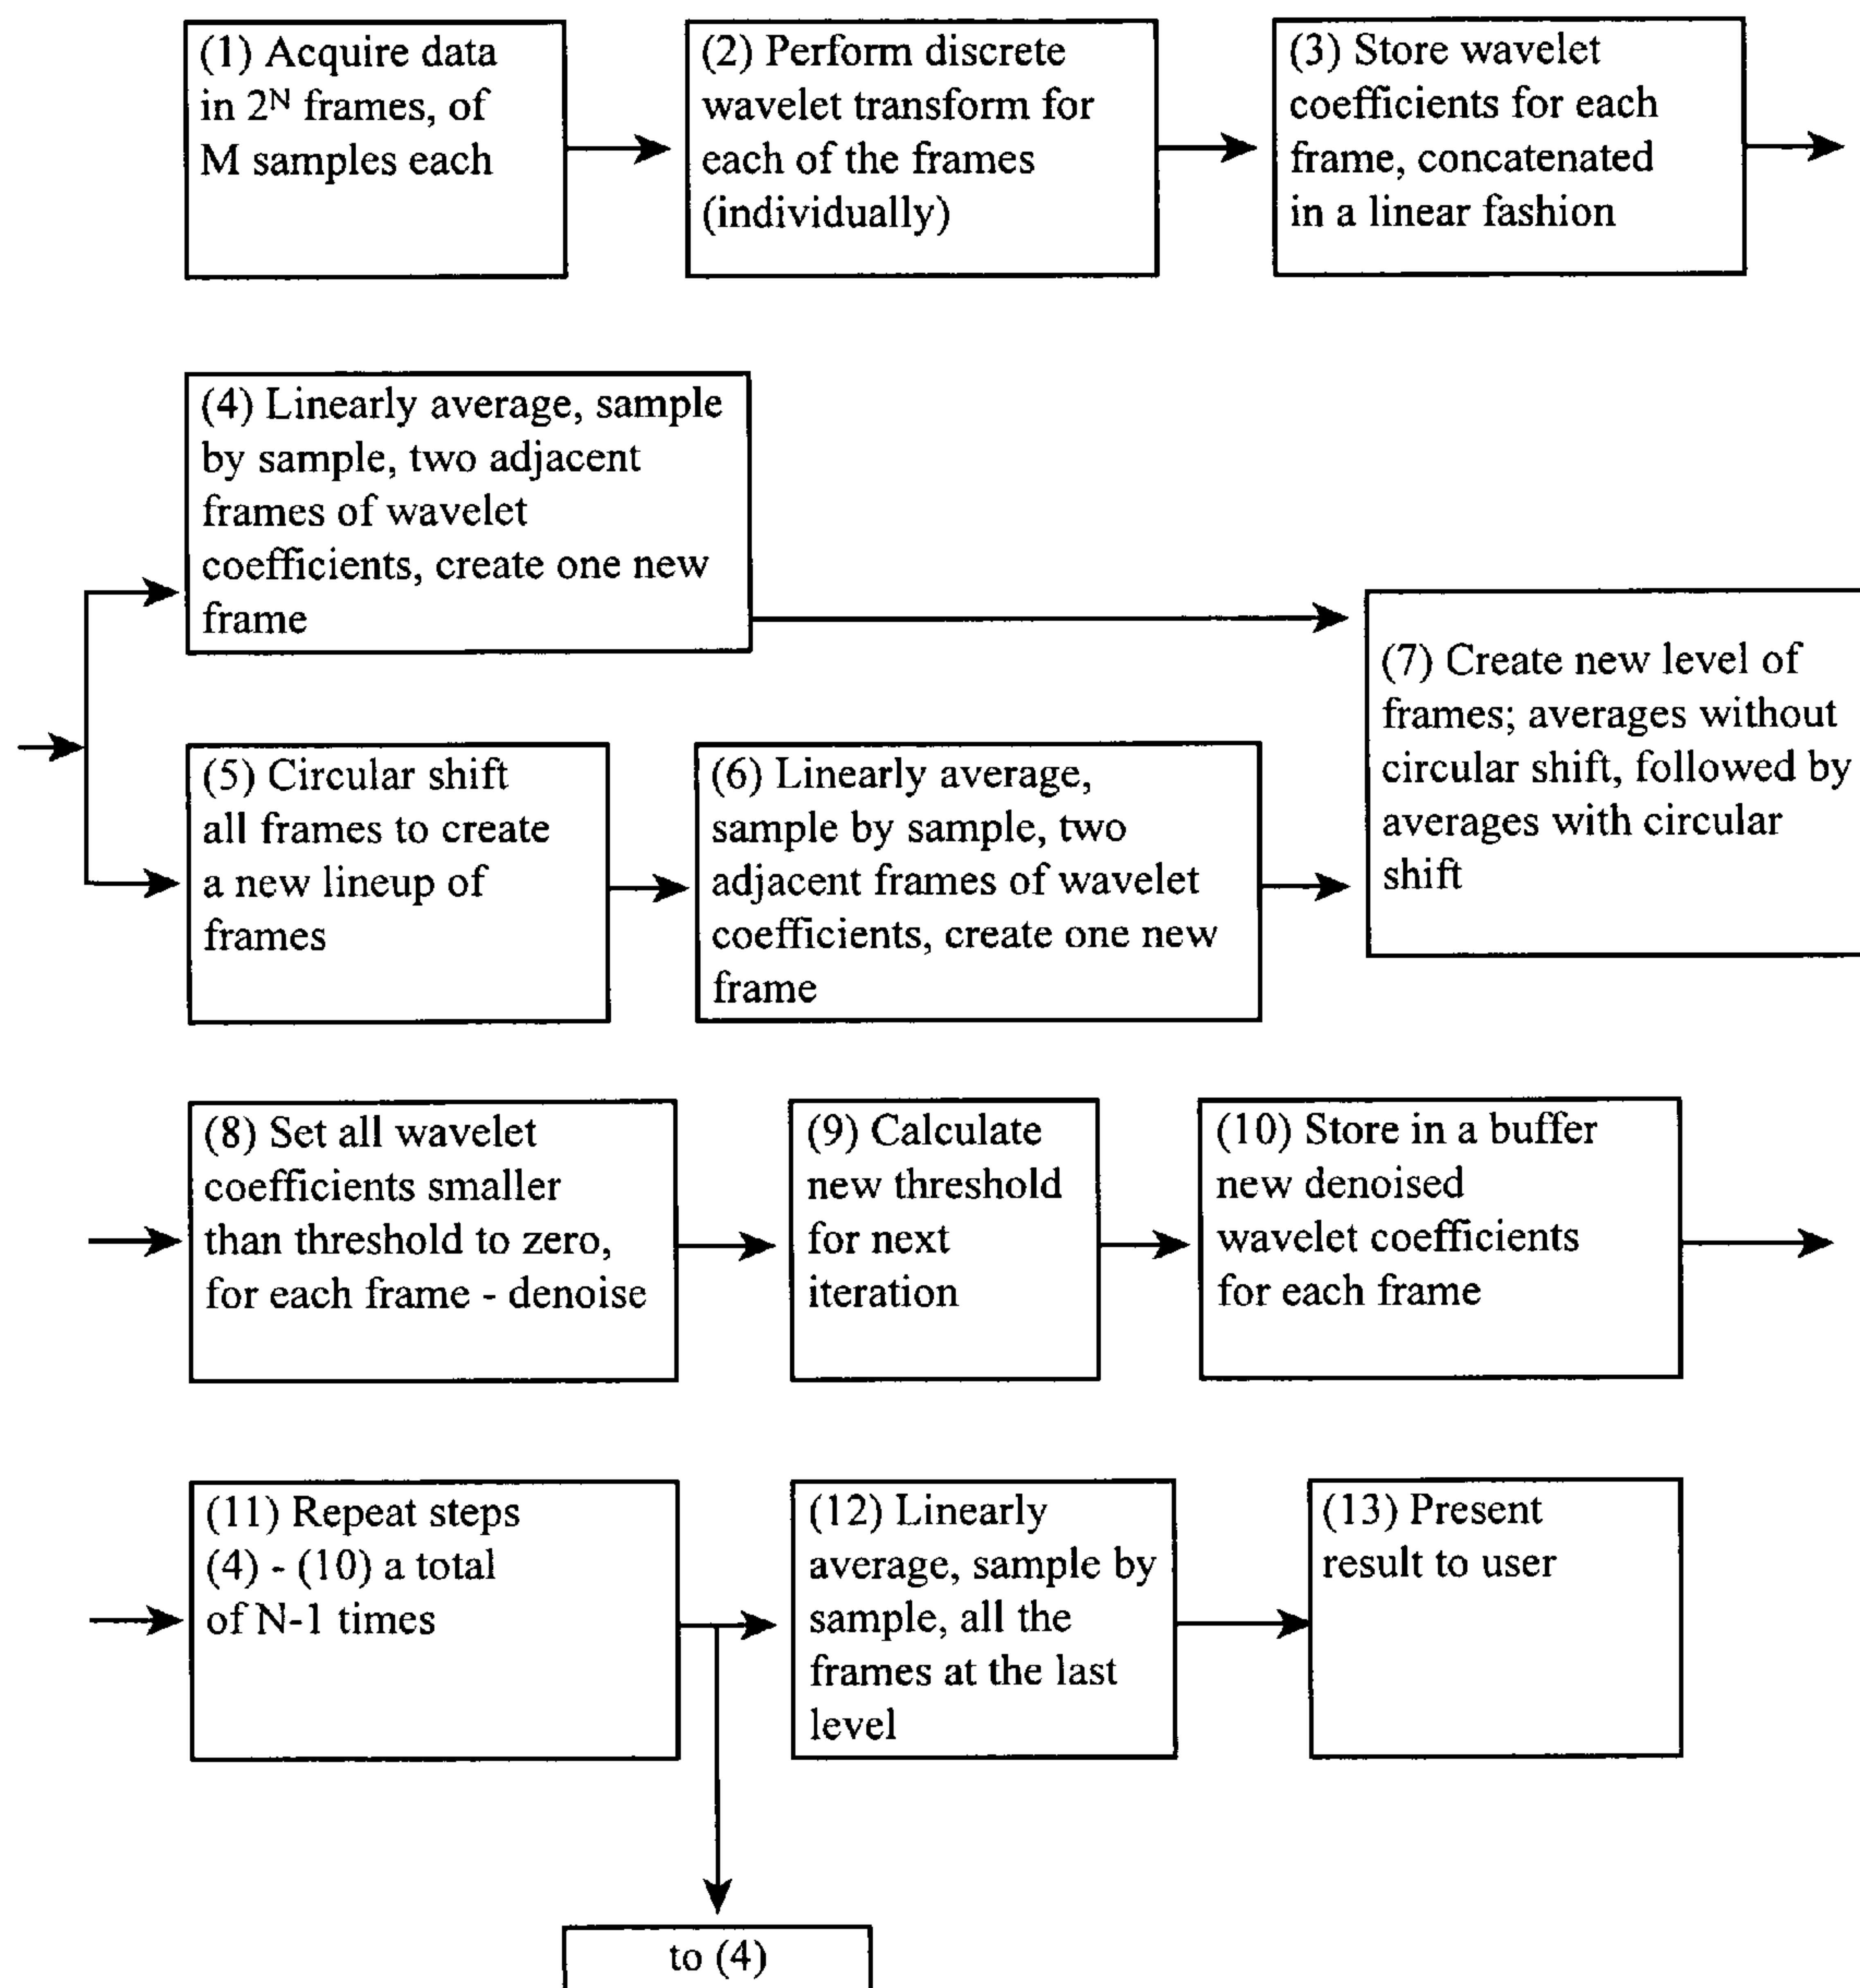 (1) Acquire data
in 2ᴺ frames, of
M samples each
(2) Perform discrete
wavelet transform for
each of the frames
(individually)
(3) Store wavelet
coefficients for each
frame, concatenated
in a linear fashion
(4) Linearly average, sample
by sample, two adjacent
frames of wavelet
coefficients, create one new
frame
(5) Circular shift
all frames to create
a new lineup of
frames
(6) Linearly average,
sample by sample, two
adjacent frames of wavelet
coefficients, create one new
frame
(7) Create new level of
frames; averages without
circular shift, followed by
averages with circular
shift
(8) Set all wavelet
coefficients smaller
than threshold to zero,
for each frame - denoise
(9) Calculate
new threshold
for next
iteration
(10) Store in a buffer
new denoised
wavelet coefficients
for each frame
(11) Repeat steps
(4) - (10) a total
of N-1 times
(12) Linearly
average, sample by
sample, all the
frames at the last
level
(13) Present
result to user
to (4)